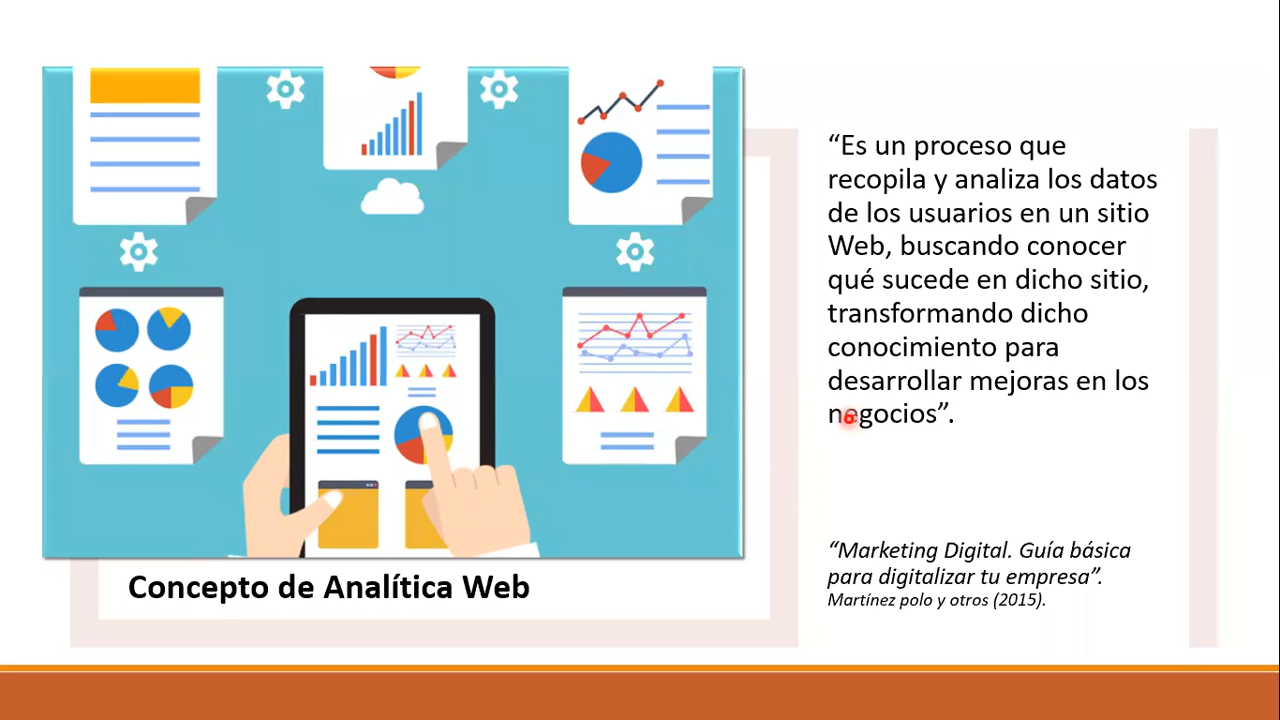 “Es un proceso que
recopila y analiza los datos
de los usuarios en un sitio
Web, buscando conocer
qué sucede en dicho sitio,
transformando dicho
conocimiento para
desarrollar mejoras en los
negocios”.
“Marketing Digital. Guía básica
para digitalizar tu empresa”.
Martínez polo y otros (2015).
Concepto de Analítica Web